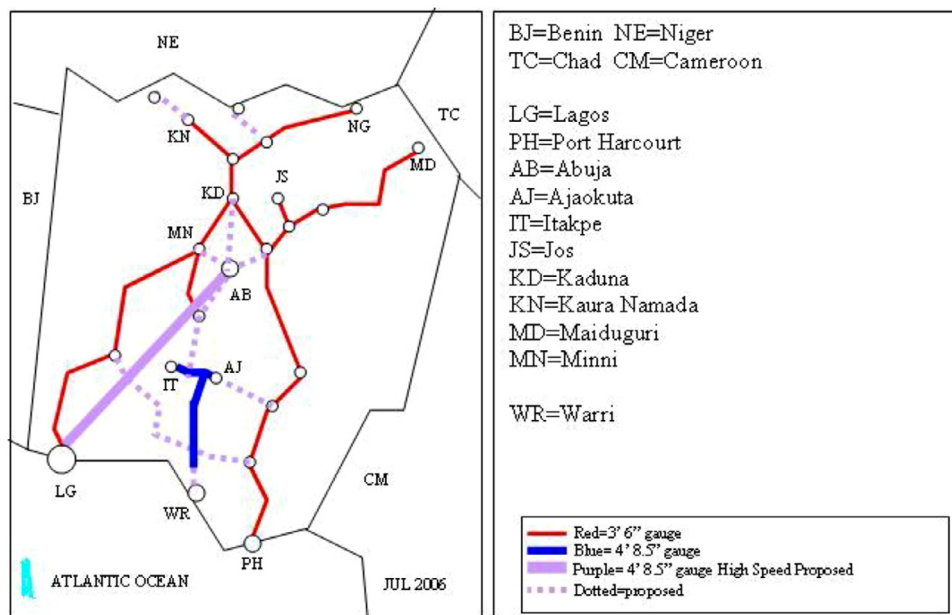 NE
TC
NG
KN
MD
JS
BJ
KD
MN
AB
IT
AJ
CM
LG
WR
PH
ATLANTIC OCEAN
JUL 2006
BJ=Benin NE=Niger
TC=Chad CM=Cameroon
LG=Lagos
PH=Port Harcourt
AB=Abuja
AJ=Ajaokuta
IT=Itakpe
JS=Jos
KD=Kaduna
KN=Kaura Namada
MD=Maiduguri
MN=Minni
WR=Warri
Red=3' 6" gauge
Blue= 4' 8.5" gauge
Purple= 4' 8.5" gauge High Speed Proposed
Dotted=proposed